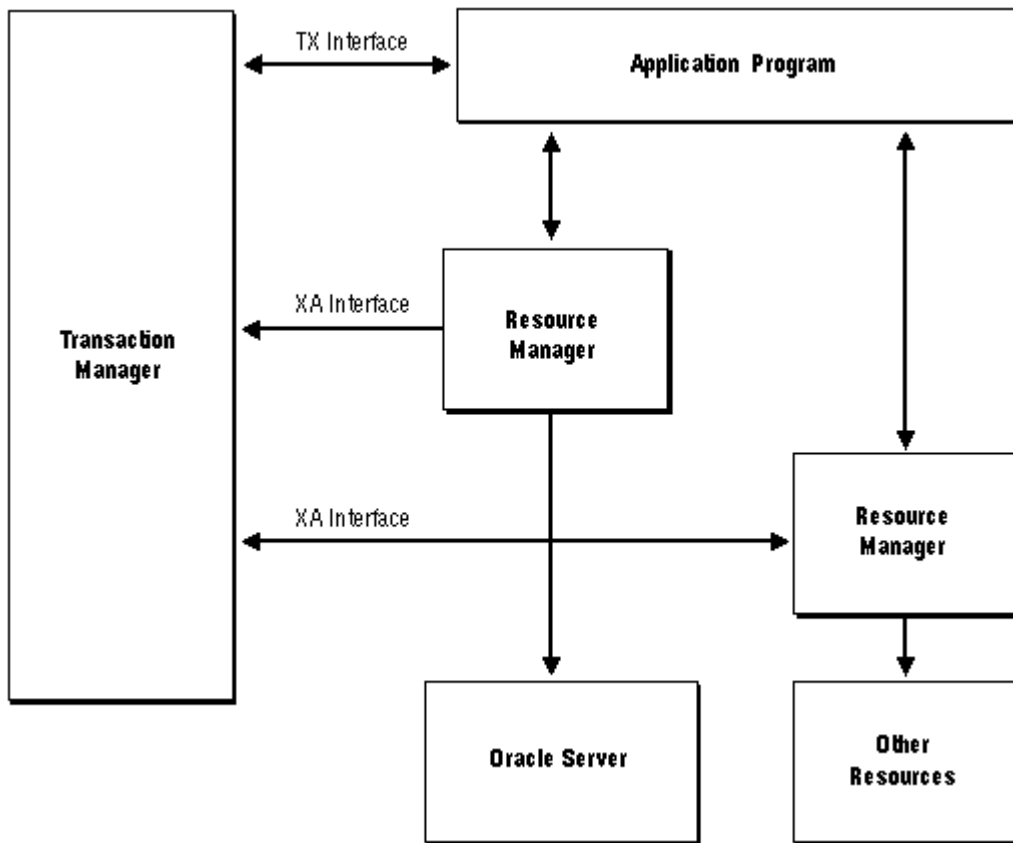 TX Interface
Application Program
XA Interface
Resource
Manager
Transaction
Manager
XA Interface
Resource
Manager
Oracle Server
Other
Resources